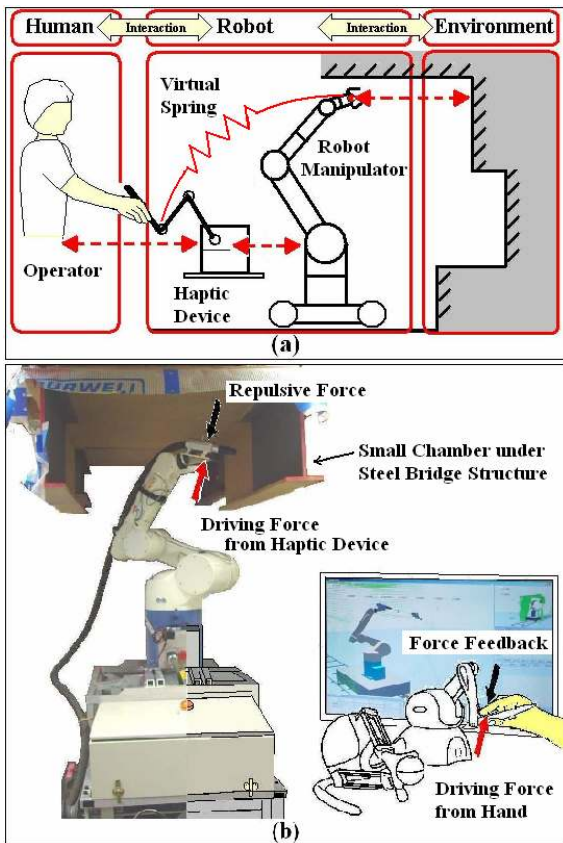 Human
Interaction
Robot
Interaction
Environment
Virtual
Spring
Robot
Manipulator
Operator
Haptic
Device
(a)
Repulsive Force
Small Chamber under
Steel Bridge Structure
Driving Force
from Haptic Device
Force Feedback
Driving Force
from Hand
(b)